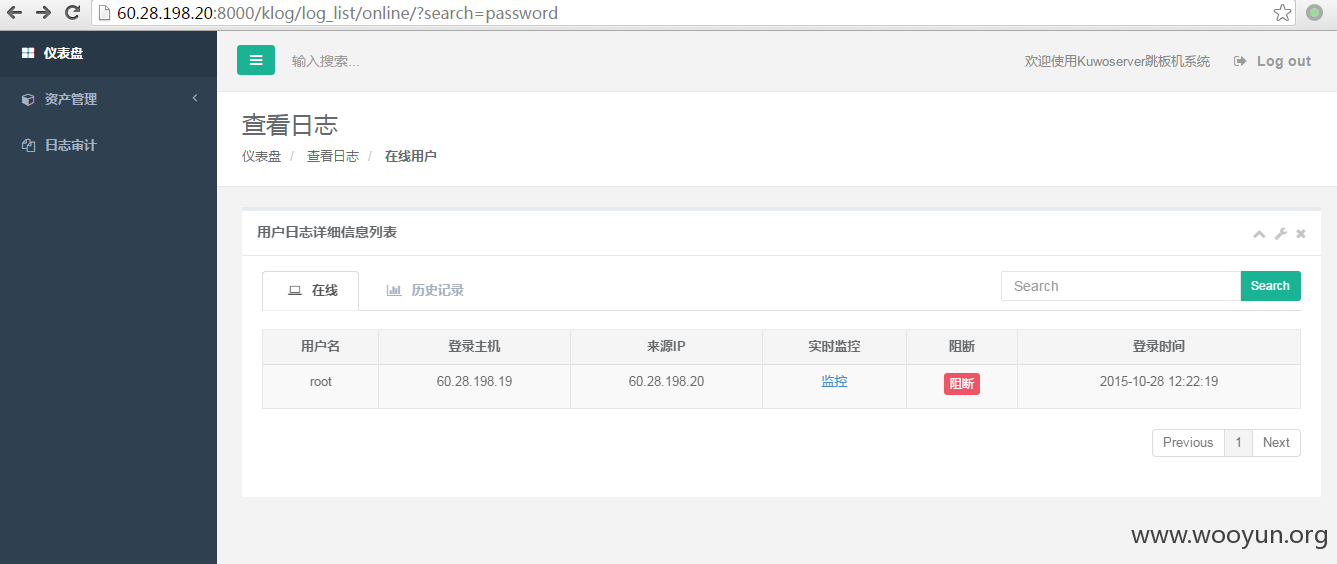 60.28.198.20:8000/klog/log_list/online/?search=password
仪表盘
资产管理
日志审计
输入搜索... 欢迎使用Kuwoserver跳板机系统 Log out
查看日志
仪表盘 / 查看日志 / 在线用户
用户日志详细信息列表
在线 历史记录 Search Search
用户名 登录主机 来源IP 实时监控 阻断 登录时间
root 60.28.198.19 60.28.198.20 监控 阻断 2015-10-28 12:22:19
Previous 1 Next
www.wooyun.org